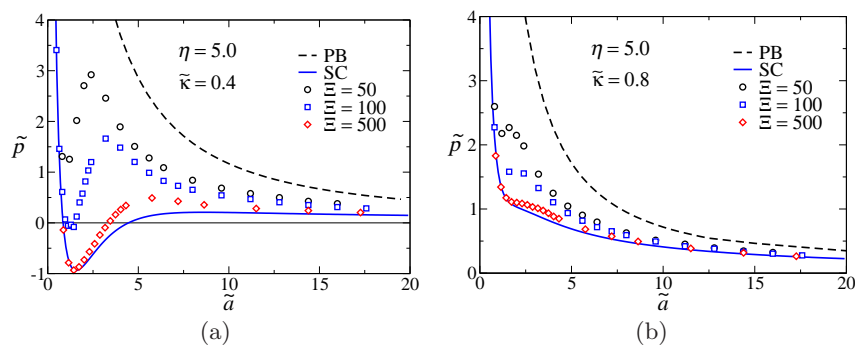 4
3
2
1
0
-1
p̃
η = 5.0
κ̃ = 0.4
PB
SC
Ξ = 50
Ξ = 100
Ξ = 500
0 5 10 15 20
ã
(a)
4
3
2
1
0
p̃
η = 5.0
κ̃ = 0.8
PB
SC
Ξ = 50
Ξ = 100
Ξ = 500
0 5 10 15 20
ã
(b)